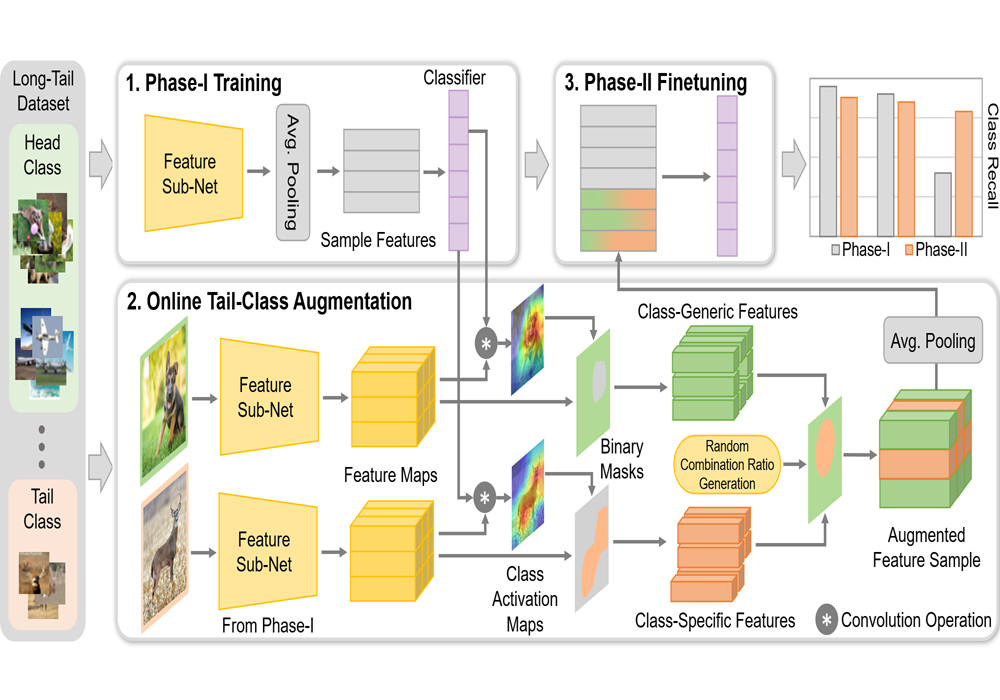 Long-Tail
Dataset
Head
Class
Tail
Class
1. Phase-I Training
Feature
Sub-Net
Avg. Pooling
Sample Features
Classifier
3. Phase-II Finetuning
Class Recall
Phase-I
Phase-II
2. Online Tail-Class Augmentation
Feature
Sub-Net
Feature Maps
Feature
Sub-Net
From Phase-I
*
*
Class
Activation
Maps
Binary
Masks
Class-Generic Features
Random
Combination Ratio
Generation
Class-Specific Features
Avg. Pooling
Augmented
Feature Sample
* Convolution Operation